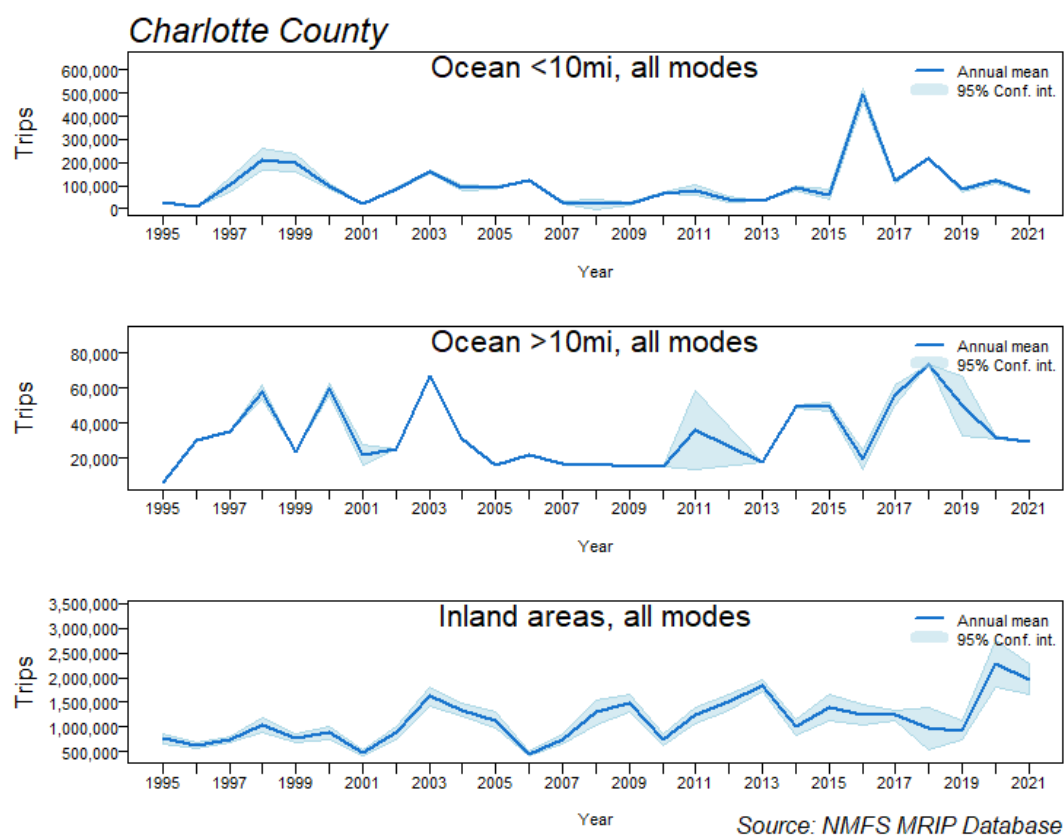 Charlotte County
Ocean <10mi, all modes
Annual mean
95% Conf. int.
Trips
600,000
500,000
400,000
300,000
200,000
100,000
0
1995 1997 1999 2001 2003 2005 2007 2009 2011 2013 2015 2017 2019 2021
Year
Ocean >10mi, all modes
Annual mean
95% Conf. int.
Trips
80,000
60,000
40,000
20,000
1995 1997 1999 2001 2003 2005 2007 2009 2011 2013 2015 2017 2019 2021
Year
Inland areas, all modes
Annual mean
95% Conf. int.
Trips
3,500,000
3,000,000
2,500,000
2,000,000
1,500,000
1,000,000
500,000
1995 1997 1999 2001 2003 2005 2007 2009 2011 2013 2015 2017 2019 2021
Year
Source: NMFS MRIP Database